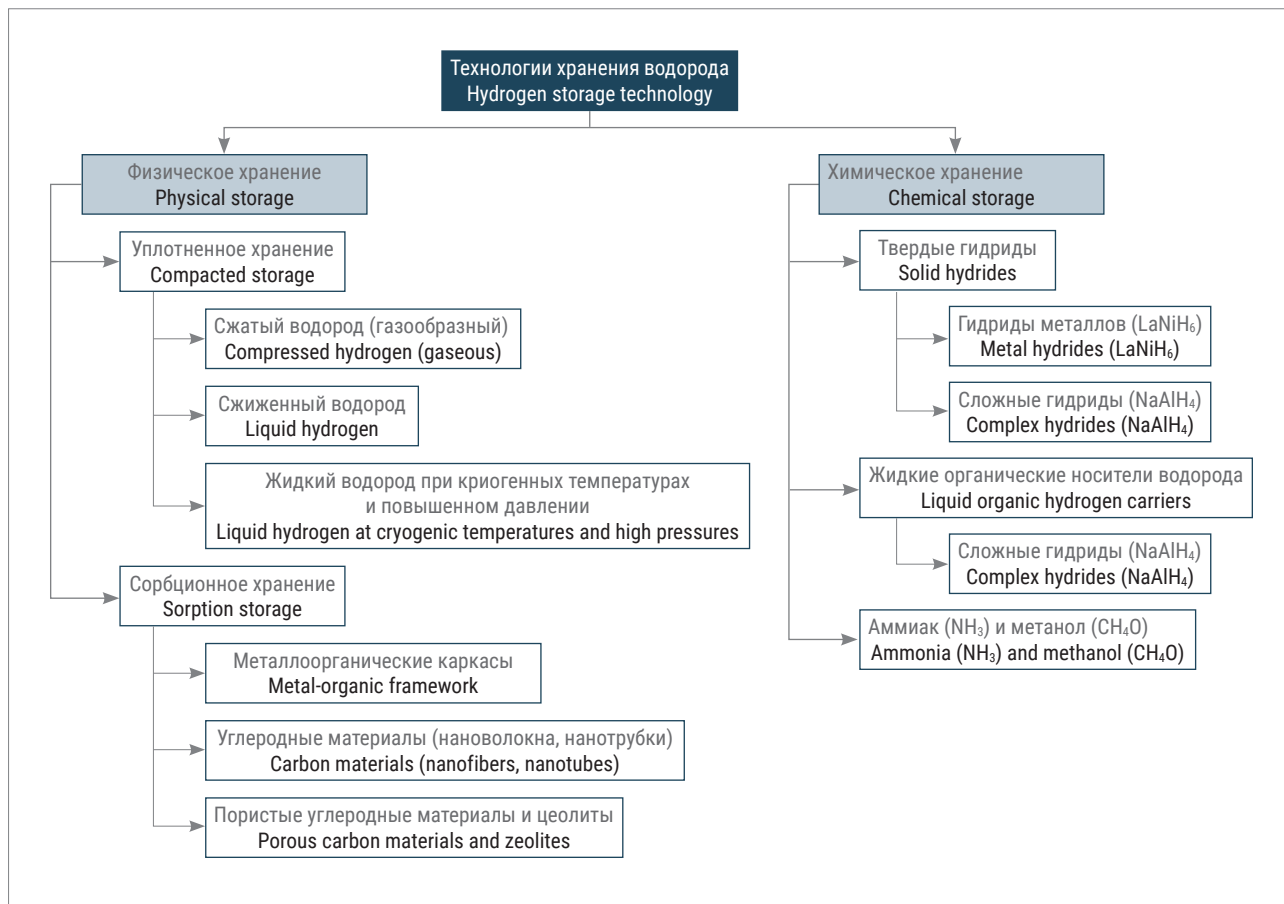 Технологии хранения водорода
Hydrogen storage technology
Физическое хранение
Physical storage
Уплотненное хранение
Compacted storage
Сжатый водород (газообразный)
Compressed hydrogen (gaseous)
Сжиженный водород
Liquid hydrogen
Жидкий водород при криогенных температурах
и повышенном давлении
Liquid hydrogen at cryogenic temperatures and high pressures
Сорбционное хранение
Sorption storage
Металлоорганические каркасы
Metal-organic framework
Углеродные материалы (нановолокна, нанотрубки)
Carbon materials (nanofibers, nanotubes)
Пористые углеродные материалы и цеолиты
Porous carbon materials and zeolites
Химическое хранение
Chemical storage
Твердые гидриды
Solid hydrides
Гидриды металлов (LaNiH₆)
Metal hydrides (LaNiH₆)
Сложные гидриды (NaAlH₄)
Complex hydrides (NaAlH₄)
Жидкие органические носители водорода
Liquid organic hydrogen carriers
Сложные гидриды (NaAlH₄)
Complex hydrides (NaAlH₄)
Аммиак (NH₃) и метанол (CH₄O)
Ammonia (NH₃) and methanol (CH₄O)